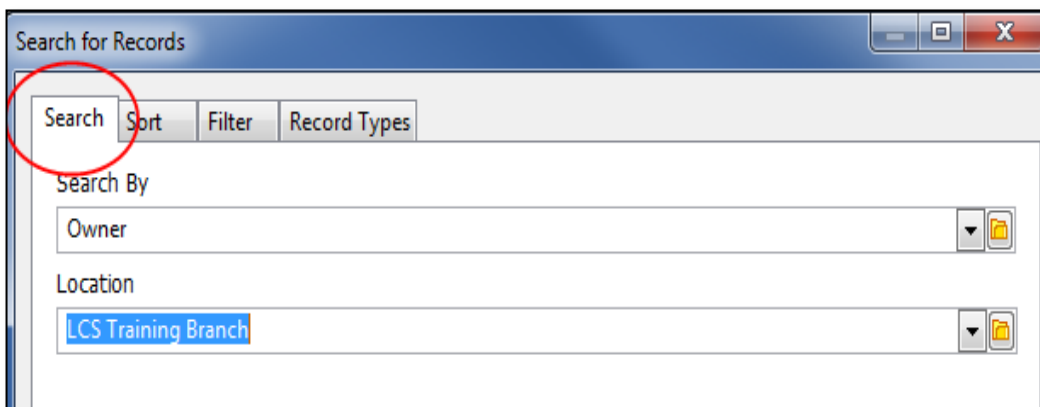 Search for Records
Search Sort Filter Record Types
Search By
Owner
Location
LCS Training Branch